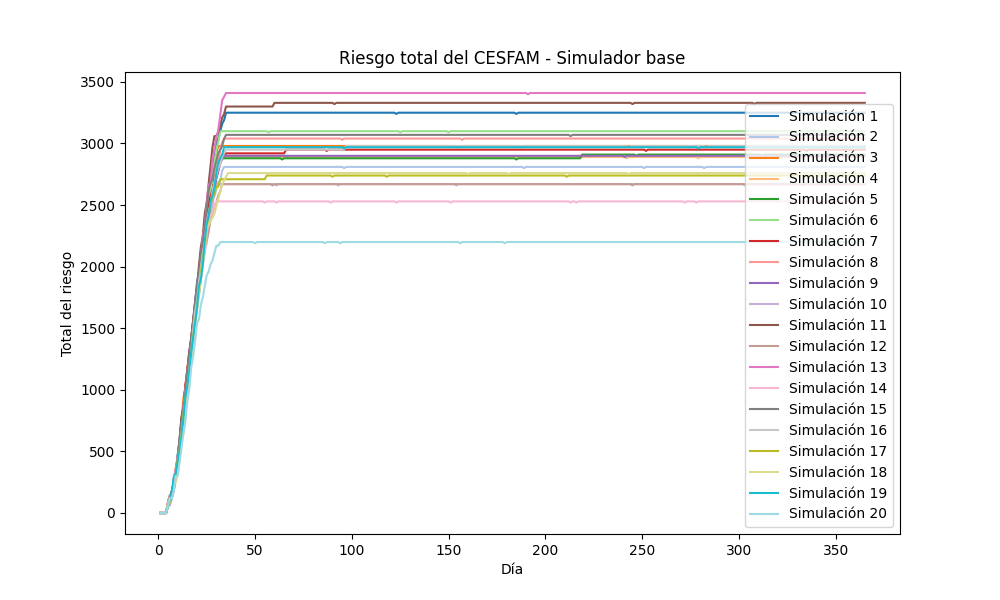 Riesgo total del CESFAM - Simulador base
Total del riesgo
3500
3000
2500
2000
1500
1000
500
0
0 50 100 150 200 250 300 350
Día
Simulación 1
Simulación 2
Simulación 3
Simulación 4
Simulación 5
Simulación 6
Simulación 7
Simulación 8
Simulación 9
Simulación 10
Simulación 11
Simulación 12
Simulación 13
Simulación 14
Simulación 15
Simulación 16
Simulación 17
Simulación 18
Simulación 19
Simulación 20